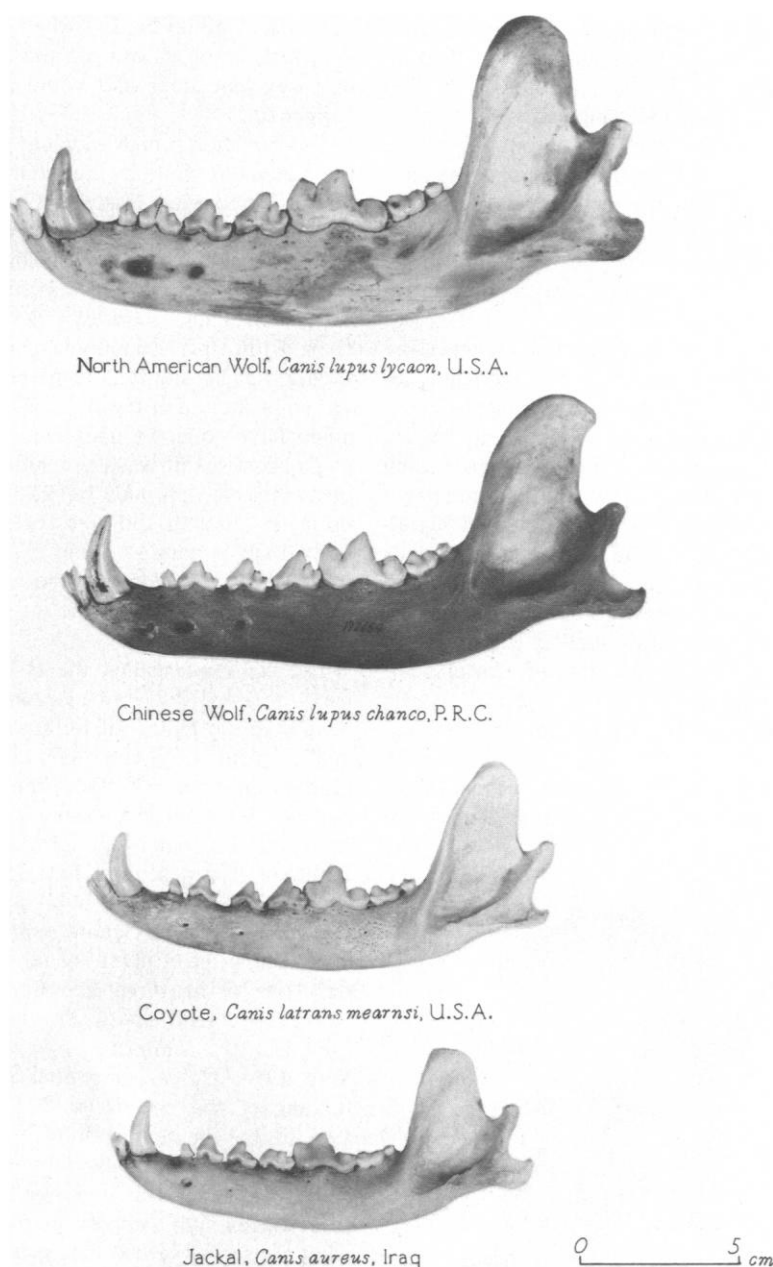 North American Wolf, Canis lupus lycaon, U.S.A.
Chinese Wolf, Canis lupus chanco, P.R.C.
Coyote, Canis latrans mearnsi, U.S.A.
Jackal, Canis aureus, Iraq
0 5 cm